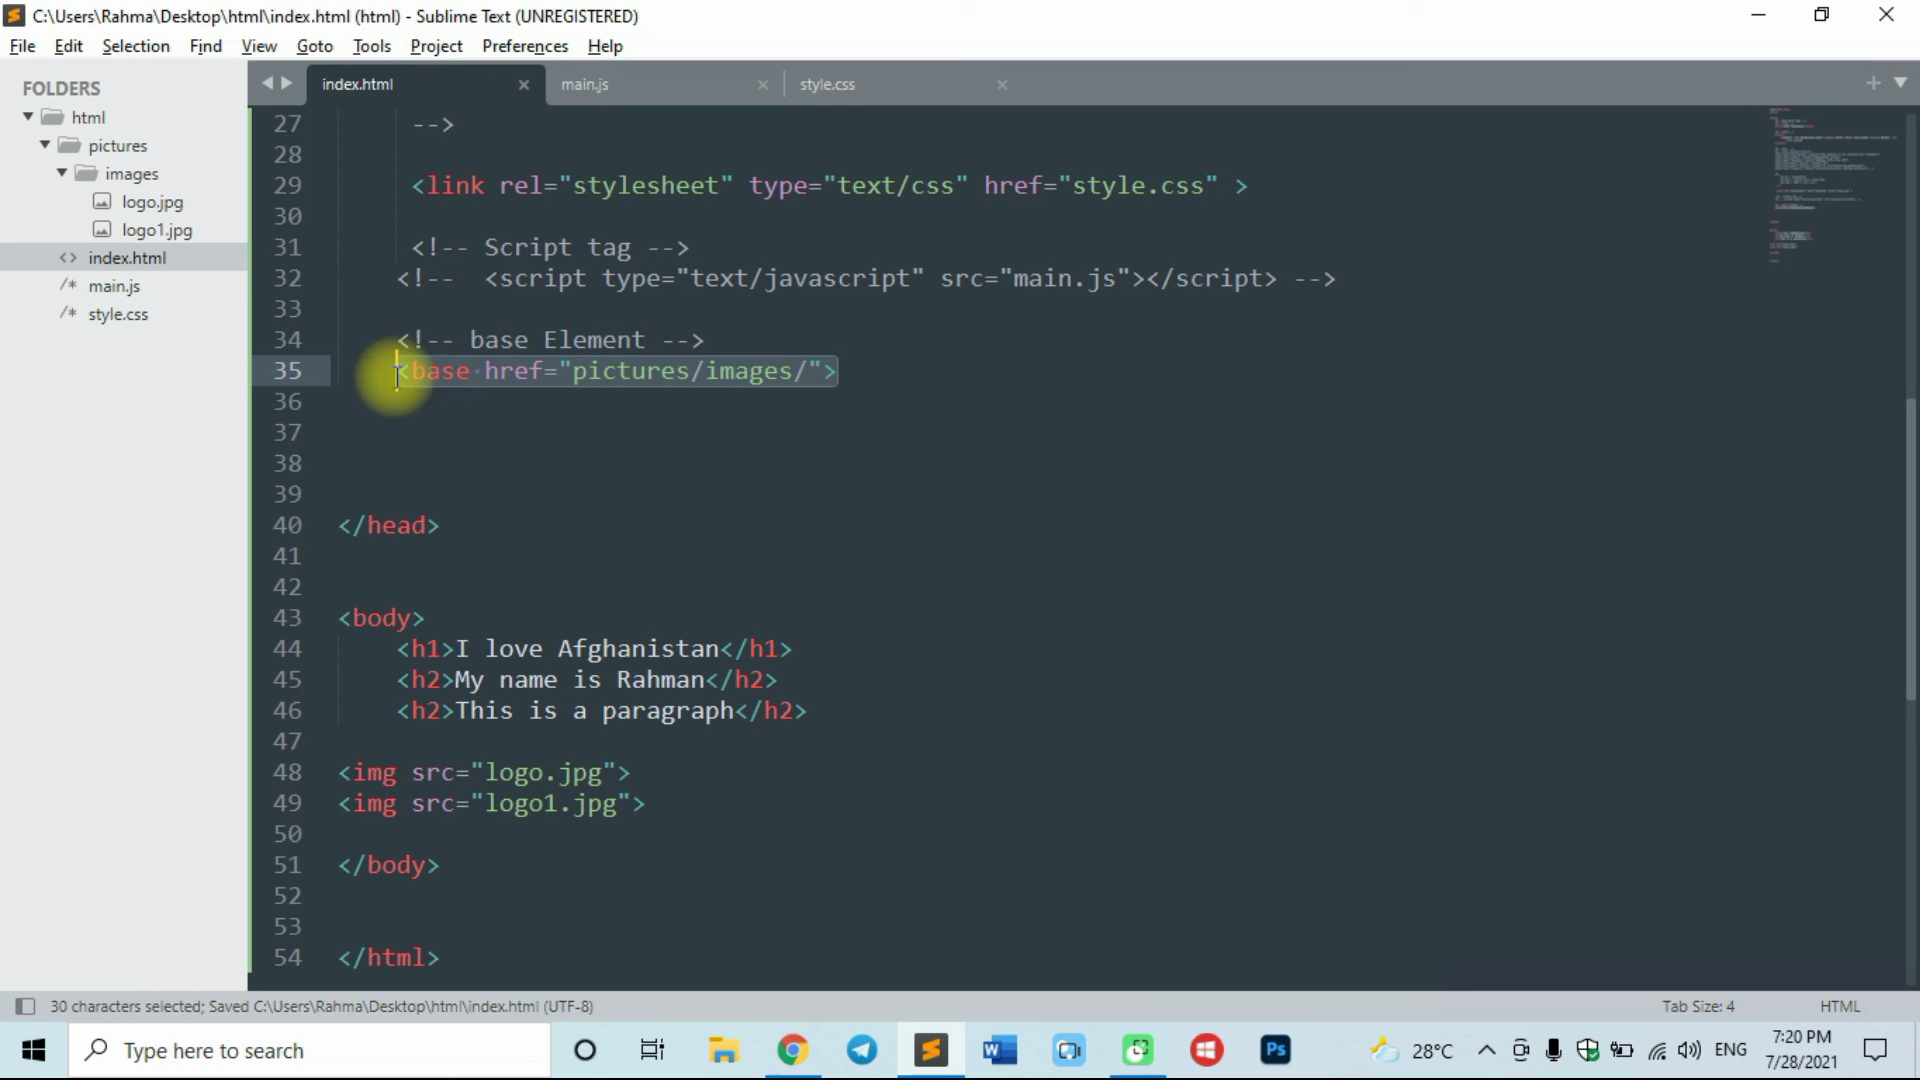 C:\Users\Rahma\Desktop\html\index.html (html) - Sublime Text (UNREGISTERED)
File Edit Selection Find View Goto Tools Project Preferences Help
FOLDERS
html
pictures
images
logo.jpg
logo1.jpg
index.html
main.js
style.css
index.html main.js style.css
27 -->
28
29 <link rel="stylesheet" type="text/css" href="style.css" >
30
31 <!-- Script tag -->
32 <!-- <script type="text/javascript" src="main.js"></script> -->
33
34 <!-- base Element -->
35 <base href="pictures/images/">
36
37
38
39
40 </head>
41
42
43 <body>
44 <h1>I love Afghanistan</h1>
45 <h2>My name is Rahman</h2>
46 <h2>This is a paragraph</h2>
47
48 <img src="logo.jpg">
49 <img src="logo1.jpg">
50
51 </body>
52
53
54 </html>
30 characters selected; Saved C:\Users\Rahma\Desktop\html\index.html (UTF-8) Tab Size: 4 HTML
Type here to search
28°C
ENG
7:20 PM
7/28/2021